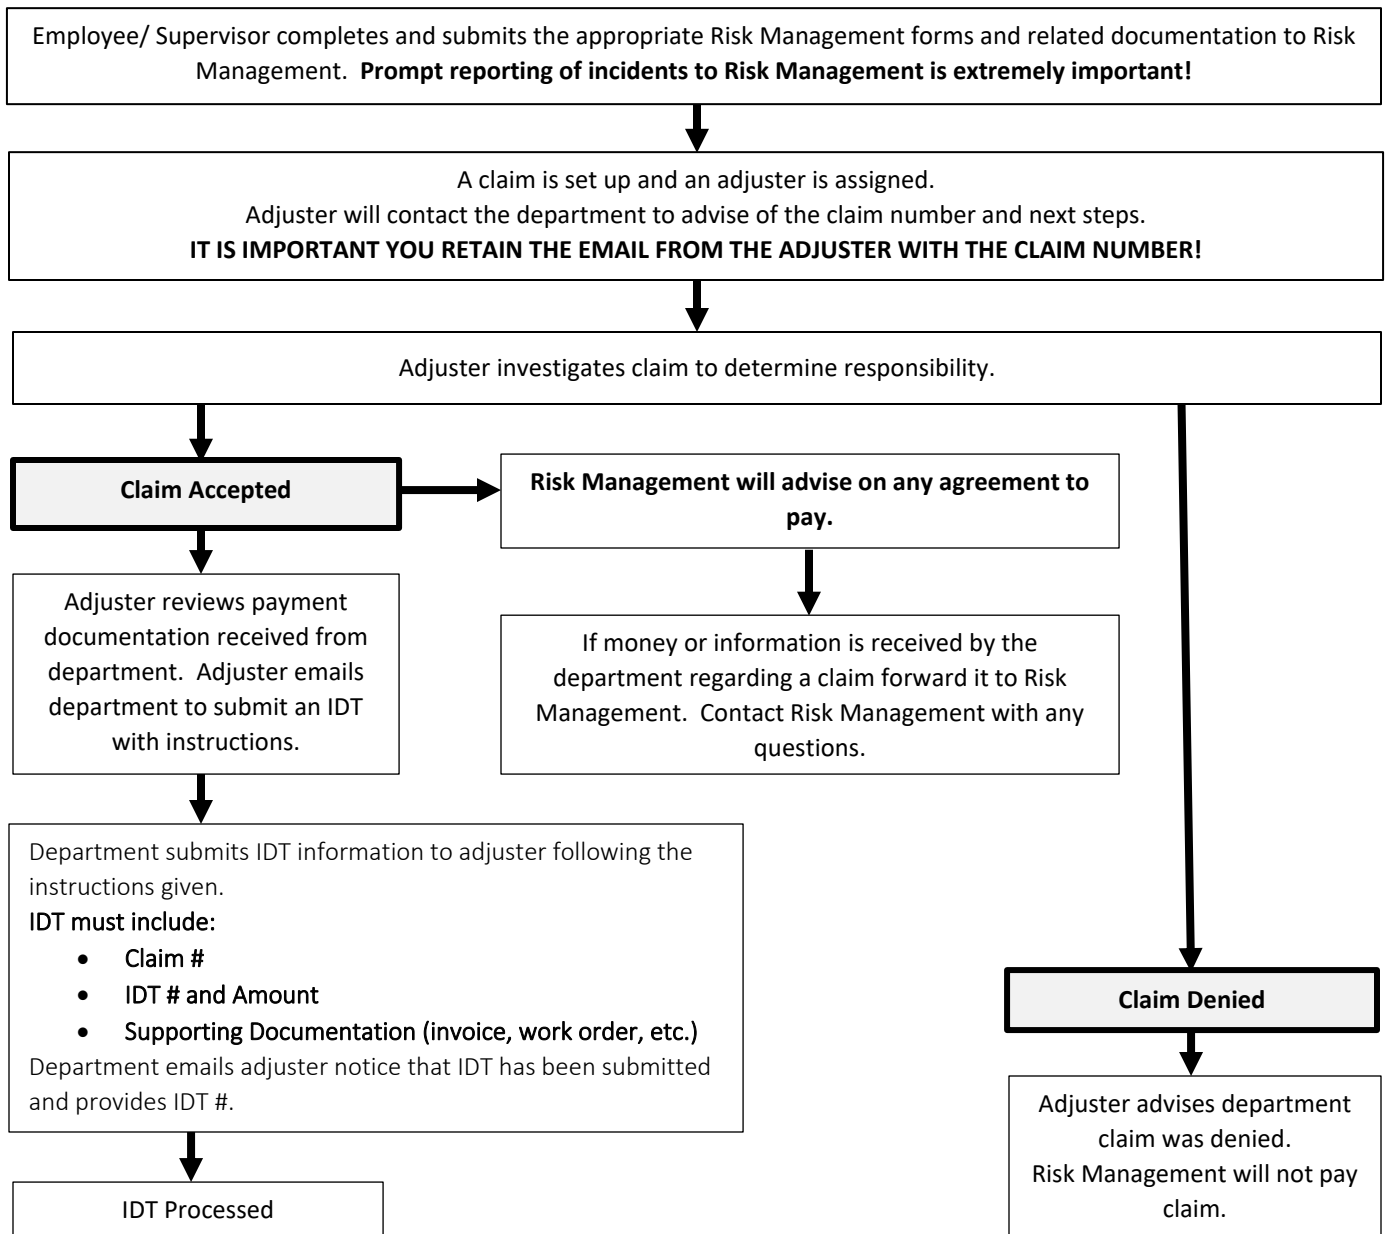 Employee/ Supervisor completes and submits the appropriate Risk Management forms and related documentation to Risk
Management.  Prompt reporting of incidents to Risk Management is extremely important!
A claim is set up and an adjuster is assigned.
Adjuster will contact the department to advise of the claim number and next steps.
IT IS IMPORTANT YOU RETAIN THE EMAIL FROM THE ADJUSTER WITH THE CLAIM NUMBER!
Adjuster investigates claim to determine responsibility.
Claim Accepted
Risk Management will advise on any agreement to
pay.
Adjuster reviews payment
documentation received from
department.  Adjuster emails
department to submit an IDT
with instructions.
If money or information is received by the
department regarding a claim forward it to Risk
Management.  Contact Risk Management with any
questions.
Department submits IDT information to adjuster following the
instructions given.
IDT must include:
• Claim #
• IDT # and Amount
• Supporting Documentation (invoice, work order, etc.)
Department emails adjuster notice that IDT has been submitted
and provides IDT #.
IDT Processed
Claim Denied
Adjuster advises department
claim was denied.
Risk Management will not pay
claim.